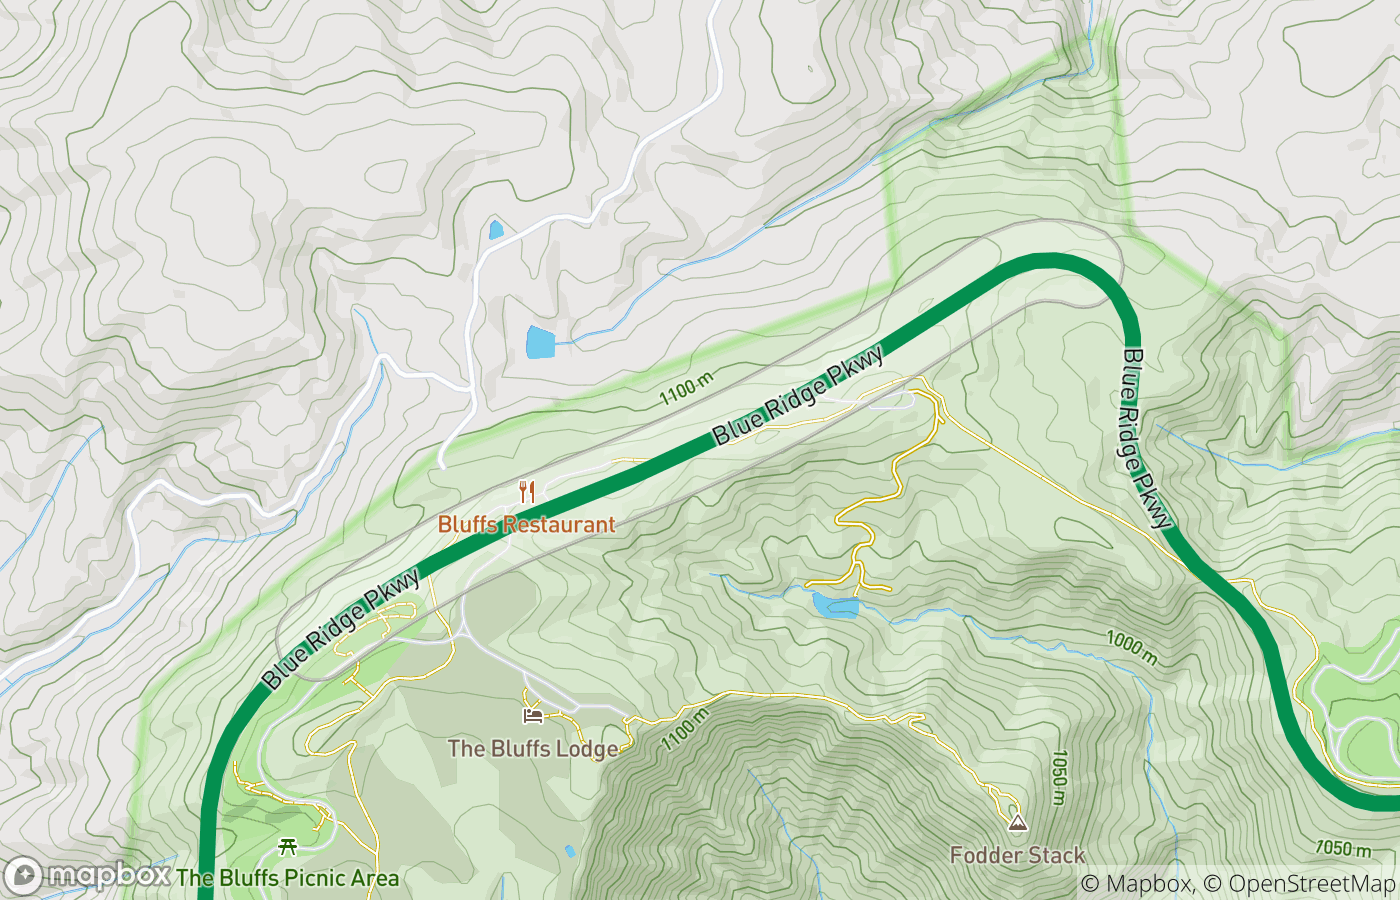 1100 m
Blue Ridge Pkwy
Blue Ridge Pkwy
Bluffs Restaurant
Blue Ridge Pkwy
1000 m
1100 m
The Bluffs Lodge
1050 m
Fodder Stack
1050 m
mapbox
The Bluffs Picnic Area
© Mapbox, © OpenStreetMap